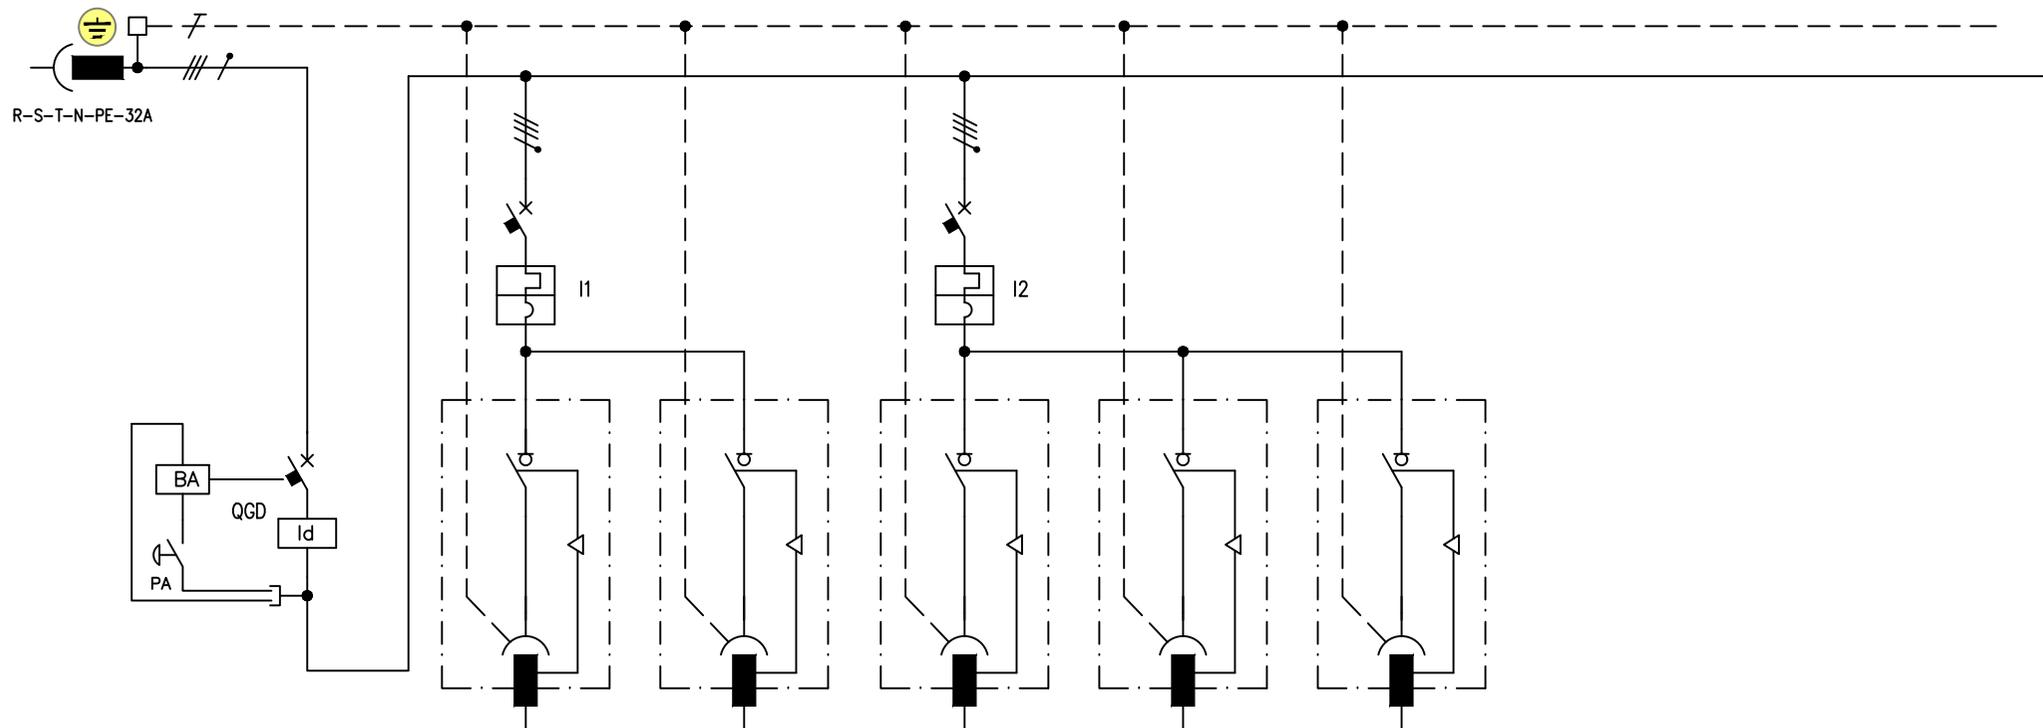 R-S-T-N-PE-32A
I1
I2
BA
QGD
Id
PA